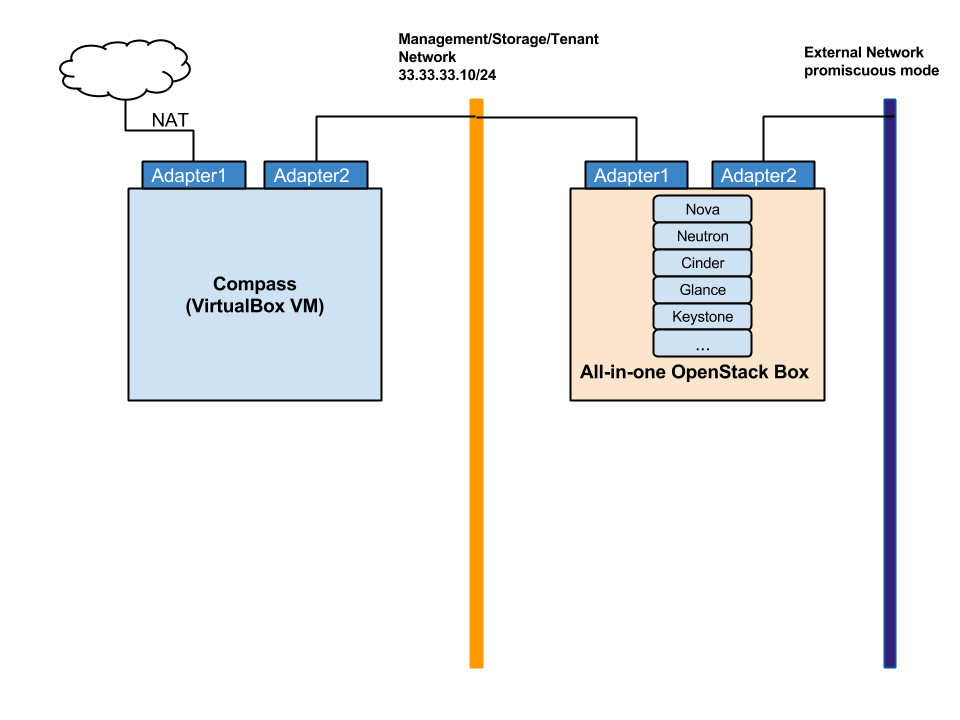 Management/Storage/Tenant
Network
33.33.33.10/24
External Network
promiscuous mode
NAT
Adapter1
Adapter2
Adapter1
Adapter2
Compass
(VirtualBox VM)
Nova
Neutron
Cinder
Glance
Keystone
...
All-in-one OpenStack Box